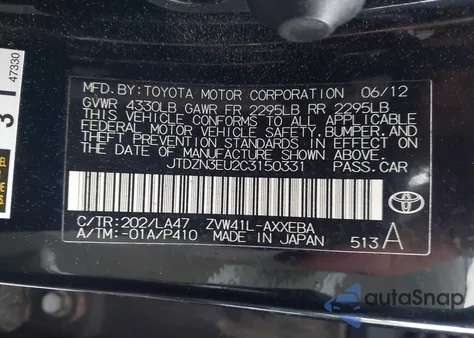 MFD.BY:TOYOTA MOTOR CORPORATION 06/12
GVWR 4330LB GAWR FR 2295LB RR 2295LB
THIS VEHICLE CONFORMS TO ALL APPLICABLE
FEDERAL MOTOR VEHICLE SAFETY, BUMPER, AND
THEFT PREVENTION STANDARDS IN EFFECT ON
THE DATE OF MANUFACTURE SHOWN ABOVE.
JTDZN3EU2C3150331 PASS.CAR
C/TR:202/LA47 ZVW41L-AXXEBA
A/TM:-01A/P410 MADE IN JAPAN 513A
31
47330
autoSnap